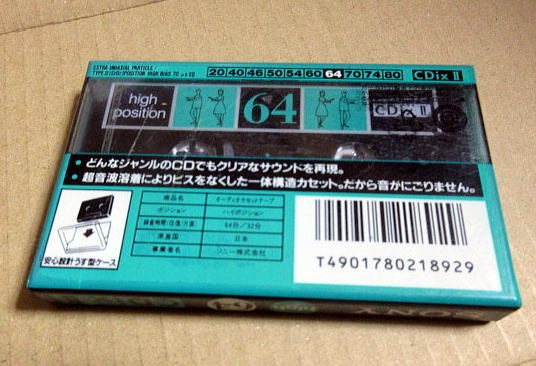 EXTRA UNIAXIAL PARTICLE /
TYPE II (CrO2) POSITION HIGH BIAS 70 μs EQ
20 40 46 50 54 60 64 70 74 80
CDix II
high
position
64
CDix II
• どんなジャンルのCDでもクリアなサウンドを再現。
• 超音波溶着によりビスをなくした一体構造カセット。だから音がにごりません。
商品名 オーディオカセットテープ
ポジション ハイポジション
録音時間(往復/片道) 64分/32分
原産国 日本
事業者名 ソニー株式会社
安心設計うす型ケース
T4901780218929
SONY